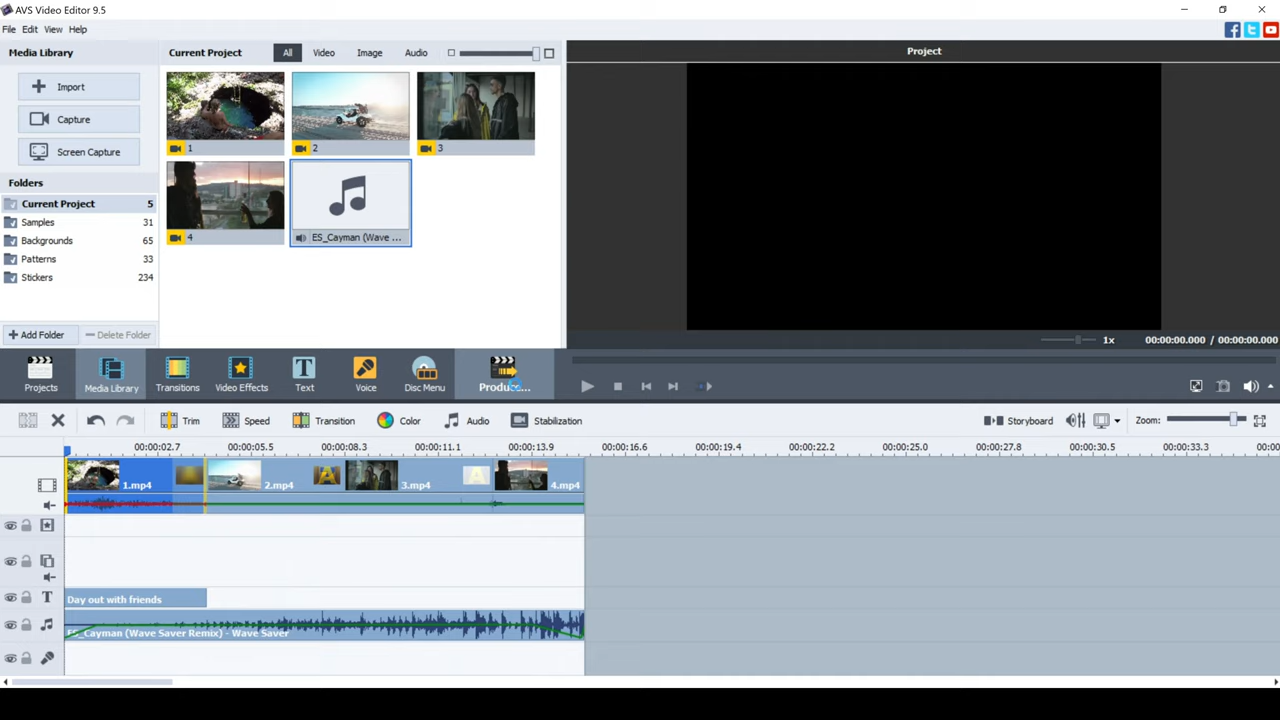 AVS Video Editor 9.5
File Edit View Help
Media Library
Current Project All Video Image Audio
Project
Import
Capture
Screen Capture
1 2 3
4 ES_Cayman (Wave ...
Folders
Current Project 5
Samples 31
Backgrounds 65
Patterns 33
Stickers 234
Add Folder Delete Folder
1x 00:00:00.000 / 00:00:00.000
Projects Media Library Transitions Video Effects Text Voice Disc Menu Produce...
Trim Speed Transition Color Audio Stabilization Storyboard Zoom:
00:00:02.7 00:00:05.5 00:00:08.3 00:00:11.1 00:00:13.9 00:00:16.6 00:00:19.4 00:00:22.2 00:00:25.0 00:00:27.8 00:00:30.5 00:00:33.3
1.mp4 2.mp4 3.mp4 4.mp4
Day out with friends
ES_Cayman (Wave Saver Remix) - Wave Saver